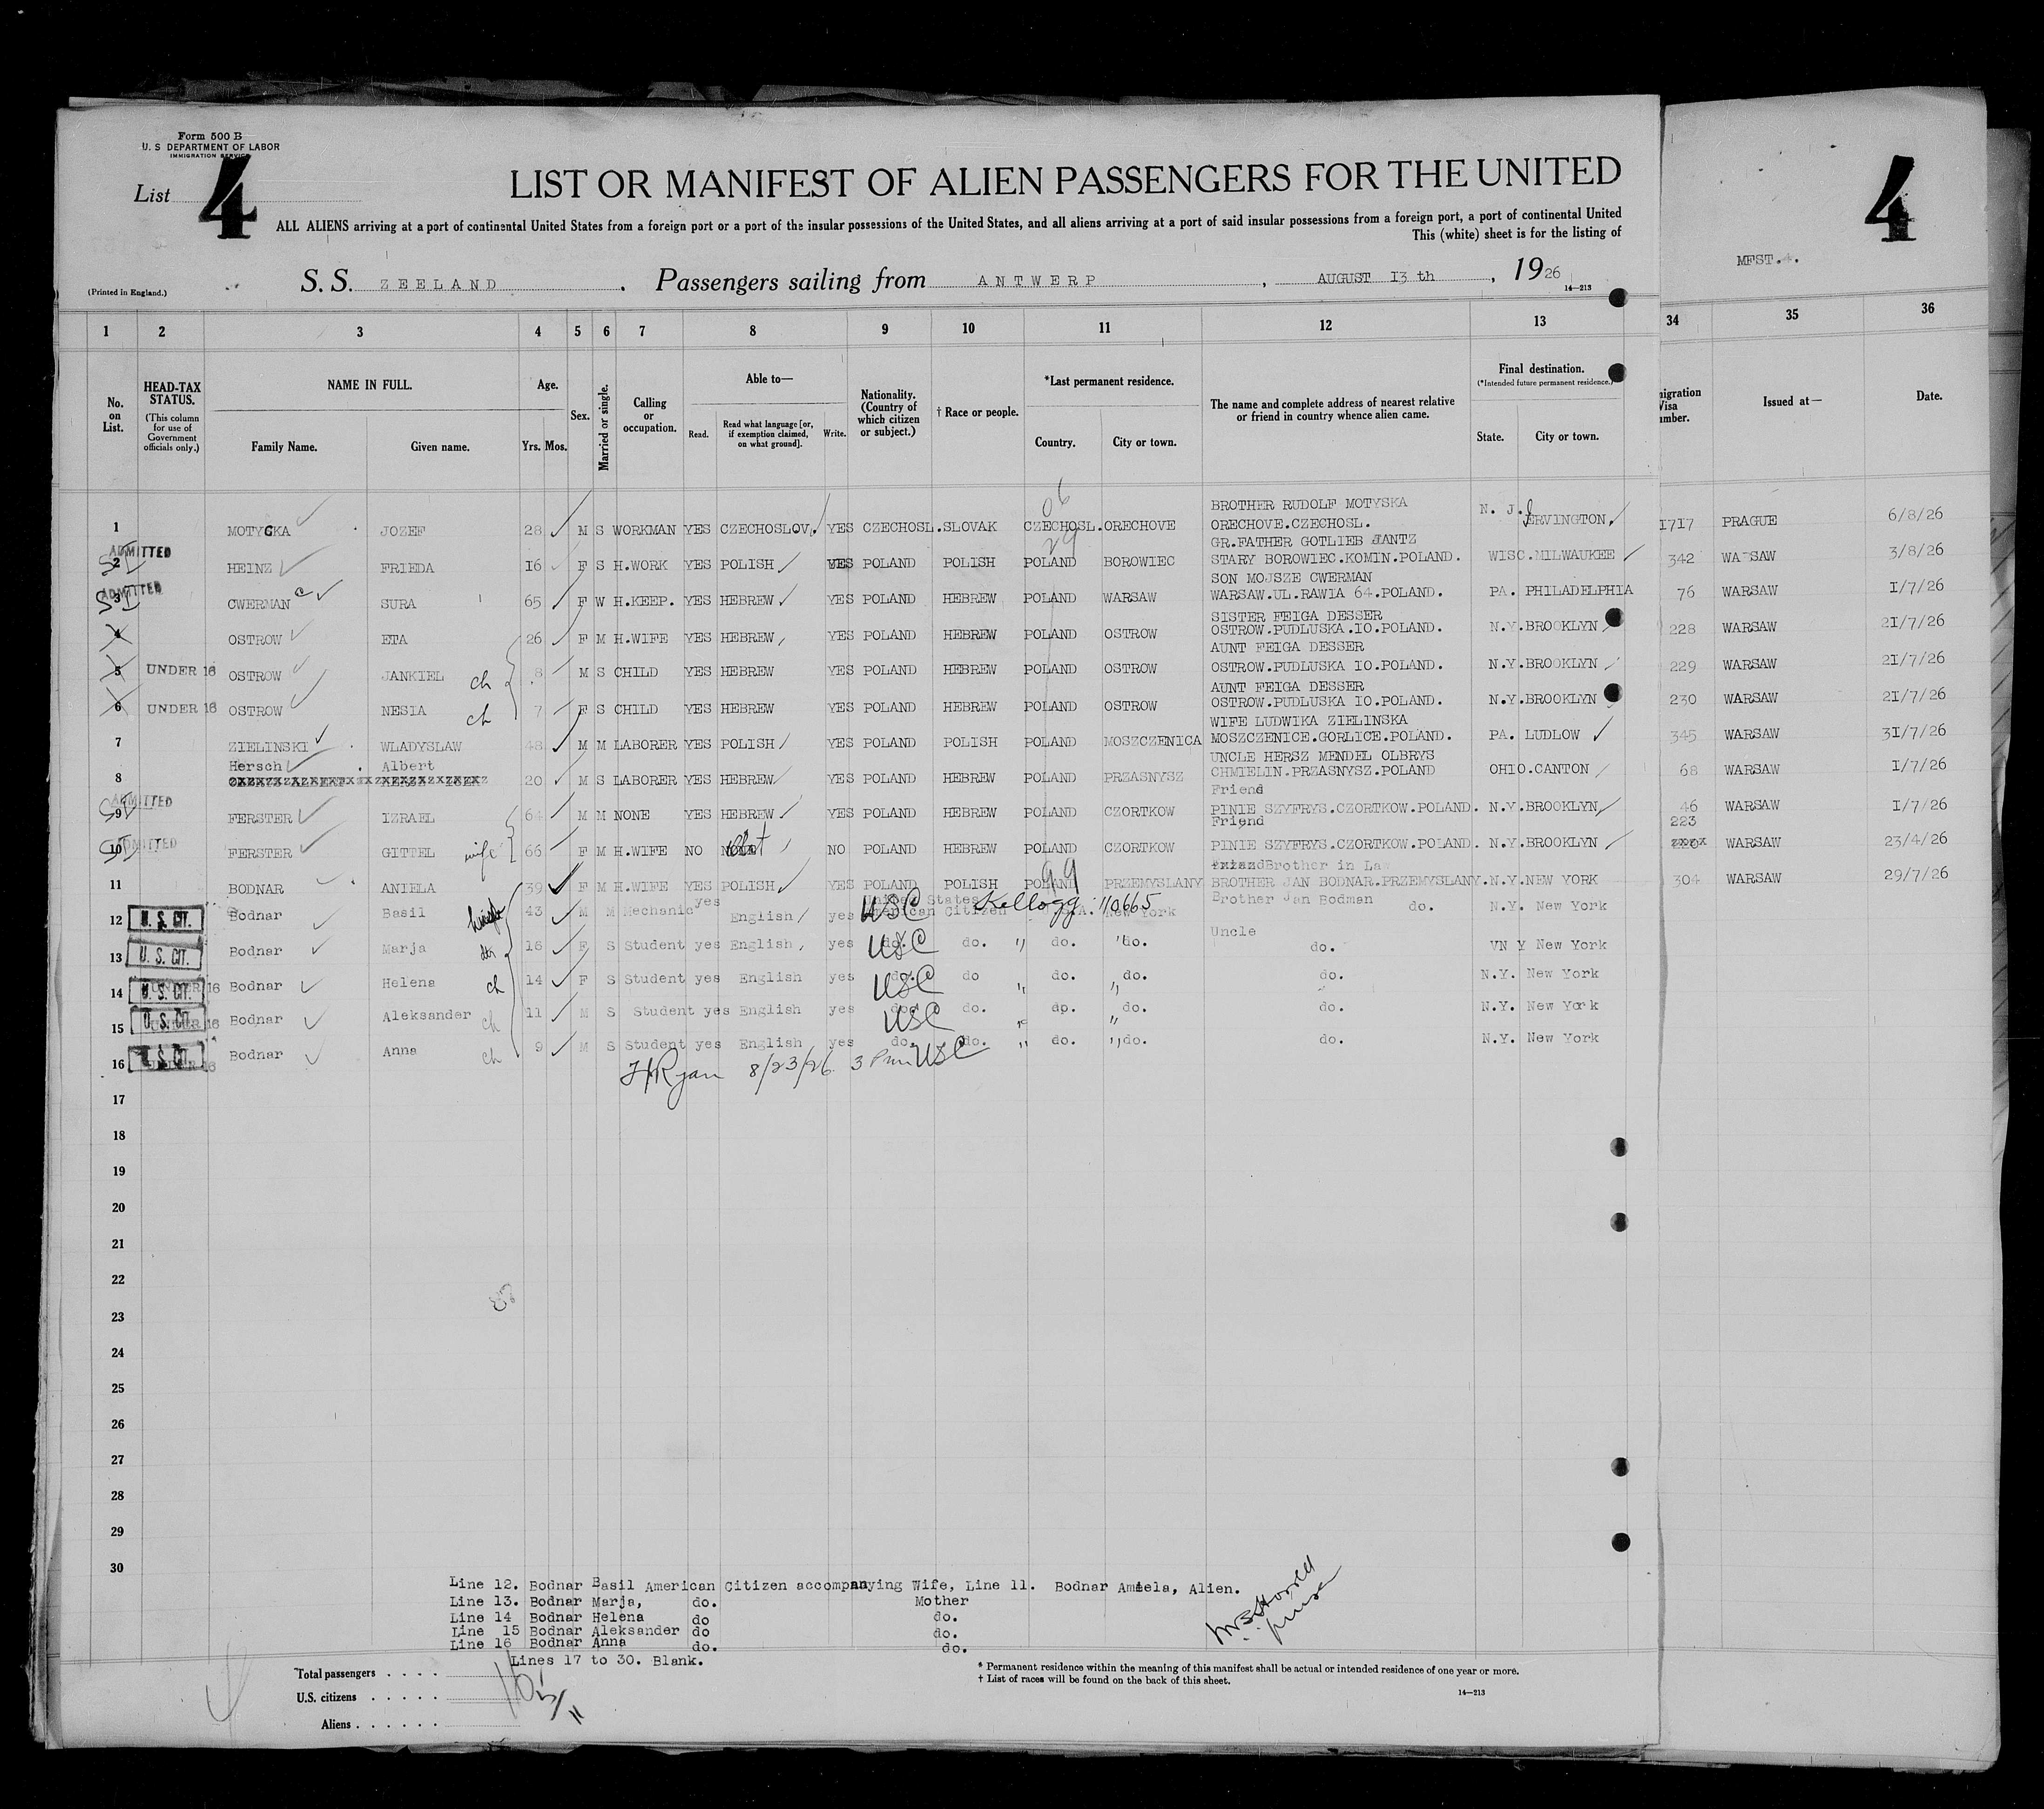 Form 500 B
U. S DEPARTMENT OF LABOR
IMMIGRATION SERVICE
List 4
LIST OR MANIFEST OF ALIEN PASSENGERS FOR THE UNITED
4
ALL ALIENS arriving at a port of continental United States from a foreign port or a port of the insular possessions of the United States, and all aliens arriving at a port of said insular possessions from a foreign port, a port of continental United
This (white) sheet is for the listing of
MFST. 4.
(Printed in England.)
S. S. ZEELAND . Passengers sailing from ANTWERP , AUGUST 13 th , 1926
14—213
1 2 3 4 5 6 7 8 9 10 11 12 13 34 35 36
No. on List.
HEAD-TAX STATUS.
(This column for use of Government officials only.)
NAME IN FULL.
Family Name. Given name.
Age.
Yrs. Mos.
Sex.
Married or single.
Calling or occupation.
Able to—
Read. Read what language [or, if exemption claimed, on what ground]. Write.
Nationality. (Country of which citizen or subject.)
† Race or people.
*Last permanent residence.
Country. City or town.
The name and complete address of nearest relative or friend in country whence alien came.
Final destination.
(*Intended future permanent residence.)
State. City or town.
migration Visa umber.
Issued at—
Date.
06
BROTHER RUDOLF MOTYSKA
1 MOTYCKA JOZEF 28 M S WORKMAN YES CZECHOSLOV. YES CZECHOSL. SLOVAK CZECHOSL. ORECHOVE ORECHOVE.CZECHOSL. N. J. IRVINGTON. 1717 PRAGUE 6/8/26
29
GR.FATHER GOTLIEB JANTZ
ADMITTED
SI 2 HEINZ FRIEDA 16 F S H.WORK YES POLISH YES POLAND POLISH POLAND BOROWIEC STARY BOROWIEC.KOMIN.POLAND. WISC. MILWAUKEE 342 WARSAW 3/8/26
SON MOJSZE CWERMAN
ADMITTED
SI 3 CWERMAN SURA 65 F W H.KEEP. YES HEBREW YES POLAND HEBREW POLAND WARSAW WARSAW.UL.RAWIA 64.POLAND. PA. PHILADELPHIA 76 WARSAW 1/7/26
SISTER FEIGA DESSER
4 OSTROW ETA 26 F M H.WIFE YES HEBREW YES POLAND HEBREW POLAND OSTROW OSTROW.PUDLUSKA.10.POLAND. N.Y. BROOKLYN 228 WARSAW 21/7/26
AUNT FEIGA DESSER
5 UNDER 16 OSTROW JANKIEL ch 8 M S CHILD YES HEBREW YES POLAND HEBREW POLAND OSTROW OSTROW.PUDLUSKA 10.POLAND. N.Y. BROOKLYN 229 WARSAW 21/7/26
AUNT FEIGA DESSER
6 UNDER 16 OSTROW NESIA ch 7 F S CHILD YES HEBREW YES POLAND HEBREW POLAND OSTROW OSTROW.PUDLUSKA 10.POLAND. N.Y. BROOKLYN 230 WARSAW 21/7/26
WIFE LUDWIKA ZIELINSKA
7 ZIELINSKI WLADYSLAW 48 M M LABORER YES POLISH YES POLAND POLISH POLAND MOSZCZENICA MOSZCZENICE.GORLICE.POLAND. PA. LUDLOW 345 WARSAW 31/7/26
Hersch Albert
UNCLE HERSZ MENDEL OLBRYS
8 20 M S LABORER YES HEBREW YES POLAND HEBREW POLAND PRZASNYSZ CHMIELIN.PRZASNYSZ.POLAND OHIO. CANTON 68 WARSAW 1/7/26
Friend
ADMITTED
SI 9 FERSTER IZRAEL 64 M M NONE YES HEBREW YES POLAND HEBREW POLAND CZORTKOW PINIE SZYFRYS.CZORTKOW.POLAND. N.Y. BROOKLYN 46 WARSAW 1/7/26
Friend
223
ADMITTED
SI 10 FERSTER GITTEL wife 66 F M H.WIFE NO NO POLAND HEBREW POLAND CZORTKOW PINIE SZYFRYS.CZORTKOW.POLAND. N.Y. BROOKLYN WARSAW 23/4/26
Brother in Law
99
11 BODNAR ANIELA 39 F M H.WIFE YES POLISH YES POLAND POLISH POLAND PRZEMYSLANY BROTHER JAN BODNAR.PRZEMYSLANY. N.Y. NEW YORK 304 WARSAW 29/7/26
12 U. S. CIT. Bodnar Basil 43 M M Mechanic yes English yes United States American Citizen USC Kellogg 110665 U.S.A. New York Brother Jan Bodman do. N.Y. New York
Uncle
13 U. S. CIT. Bodnar Marja 16 F S Student yes English, yes do. USC do. " do. " do. do. N Y New York
14 U. S. CIT. UNDER 16 Bodnar Helena ch 14 F S Student yes English yes do. USC do " do. " do. do. N.Y. New York
15 U. S. CIT. UNDER 16 Bodnar Aleksander ch 11 M S Student yes English yes do. USC do. " do. " do. do. N.Y. New York
16 U. S. CIT. UNDER 16 Bodnar Anna ch 9 M S Student yes English yes do. USC do. " do. " do. do. N.Y. New York
Ryan 8/23/26. 3 Pm
17
18
19
20
21
22
23
24
25
26
27
28
29
30
Line 12. Bodnar Basil American Citizen accompanying Wife, Line 11. Bodnar Amiela, Alien.
Line 13. Bodnar Marja, do. Mother
Line 14 Bodnar Helena do do.
Line 15 Bodnar Aleksander do do.
Line 16 Bodnar Anna do. do.
Lines 17 to 30. Blank.
Total passengers . . . .
U.S. citizens . . . . .
Aliens . . . . . .
* Permanent residence within the meaning of this manifest shall be actual or intended residence of one year or more.
† List of races will be found on the back of this sheet.
14—213